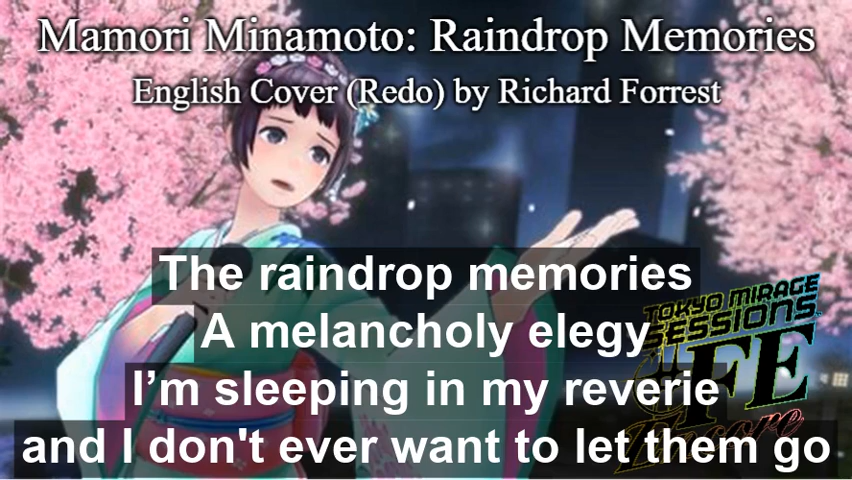 Mamori Minamoto: Raindrop Memories
English Cover (Redo) by Richard Forrest
The raindrop memories
A melancholy elegy
I’m sleeping in my reverie
and I don't ever want to let them go
TOKYO MIRAGE
SESSIONS
#FE
Encore